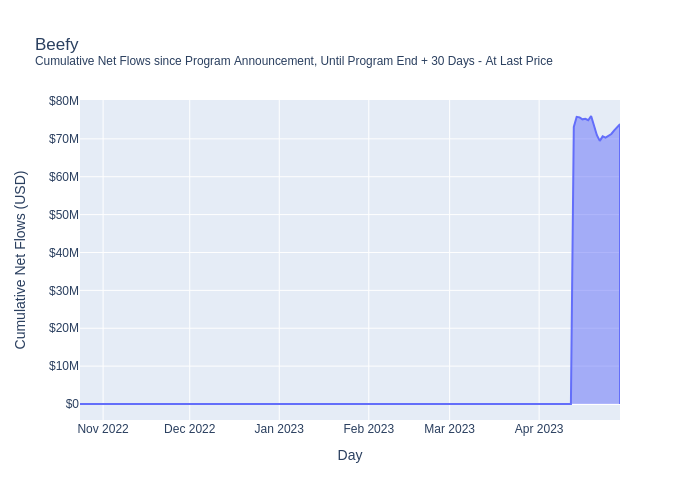 Beefy
Cumulative Net Flows since Program Announcement, Until Program End + 30 Days - At Last Price
Cumulative Net Flows (USD)
$80M
$70M
$60M
$50M
$40M
$30M
$20M
$10M
$0
Nov 2022 Dec 2022 Jan 2023 Feb 2023 Mar 2023 Apr 2023
Day